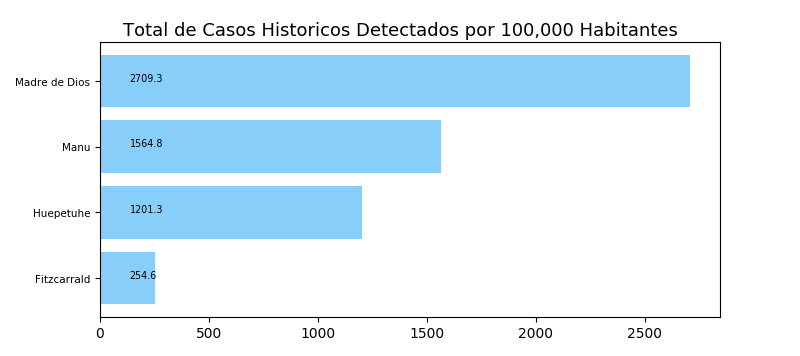 Total de Casos Historicos Detectados por 100,000 Habitantes
Madre de Dios 2709.3
Manu 1564.8
Huepetuhe 1201.3
Fitzcarrald 254.6
0 500 1000 1500 2000 2500